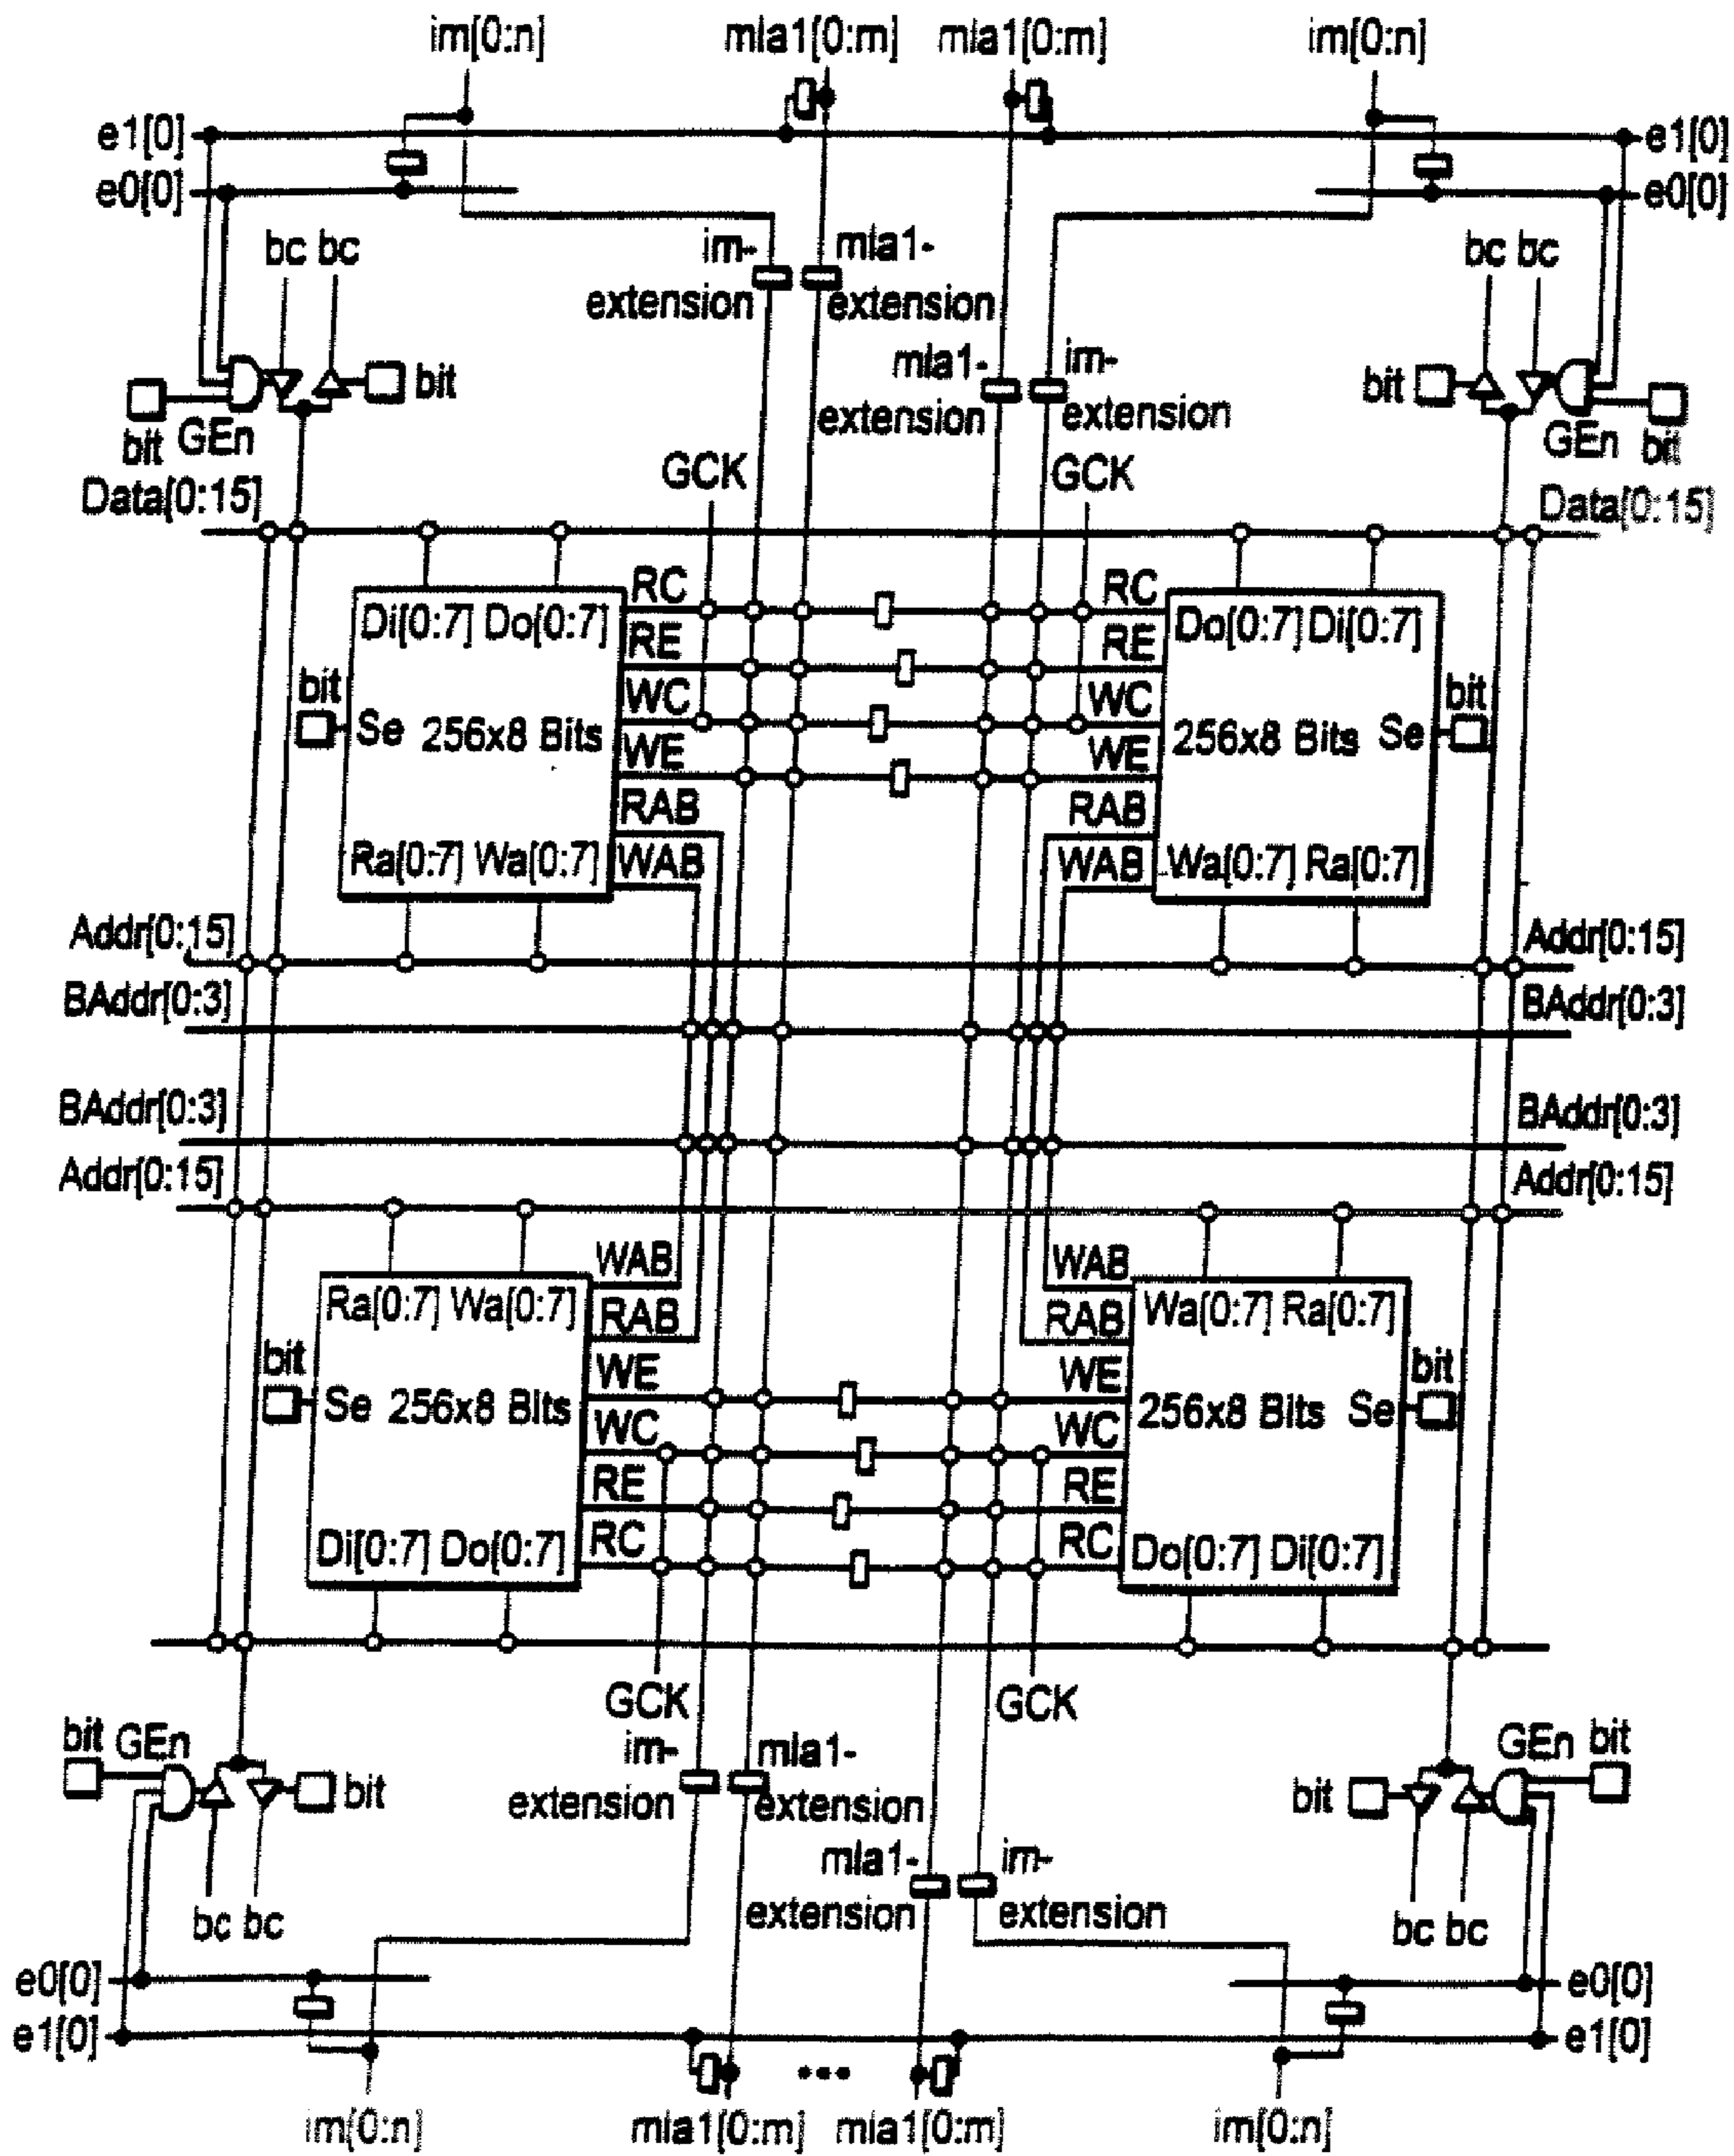 im[0:n] mla1[0:m] mla1[0:m] im[0:n]
e1[0] e1[0]
e0[0] e0[0]
bc bc im- mla1- bc bc
extension extension
mla1- im-
bit bit
extension extension
bit GEn GEn bit
GCK GCK
Data[0:15] Data[0:15]
RC RC
Di[0:7] Do[0:7] Do[0:7] Di[0:7]
RE RE
bit WC WC bit
Se 256x8 Bits 256x8 Bits Se
WE WE
RAB RAB
Ra[0:7] Wa[0:7] WAB WAB Wa[0:7] Ra[0:7]
Addr[0:15] Addr[0:15]
BAddr[0:3] BAddr[0:3]
BAddr[0:3] BAddr[0:3]
Addr[0:15] Addr[0:15]
WAB WAB
Ra[0:7] Wa[0:7] Wa[0:7] Ra[0:7]
RAB RAB
bit WE WE bit
Se 256x8 Bits 256x8 Bits Se
WC WC
RE RE
Di[0:7] Do[0:7] RC RC Do[0:7] Di[0:7]
GCK GCK
bit GEn GEn bit
im- mla1-
bit bit
extension extension
mla1- im-
extension extension
bc bc bc bc
e0[0] e0[0]
e1[0] e1[0]
•••
im[0:n] mla1[0:m] mla1[0:m] im[0:n]